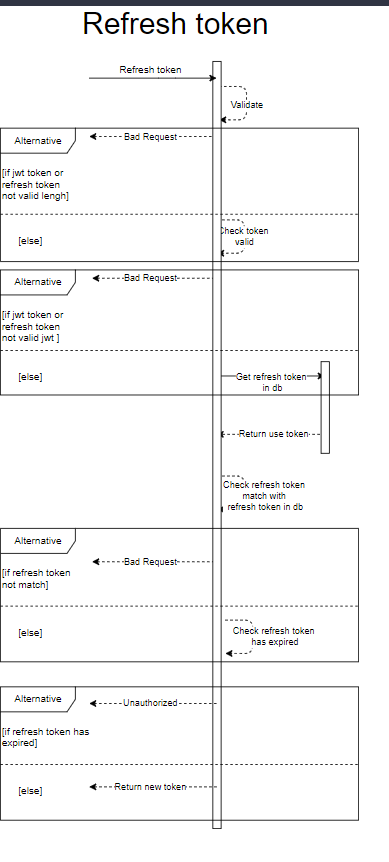 Refresh token
Refresh token
Validate
Alternative
Bad Request
[if jwt token or
refresh token
not valid lengh]
[else]
Check token
valid
Alternative
Bad Request
[if jwt token or
refresh token
not valid jwt ]
[else]
Get refresh token
in db
Return use token
Check refresh token
match with
refresh token in db
Alternative
Bad Request
[if refresh token
not match]
[else]
Check refresh token
has expired
Alternative
Unauthorized
[if refresh token has
expired]
[else]
Return new token